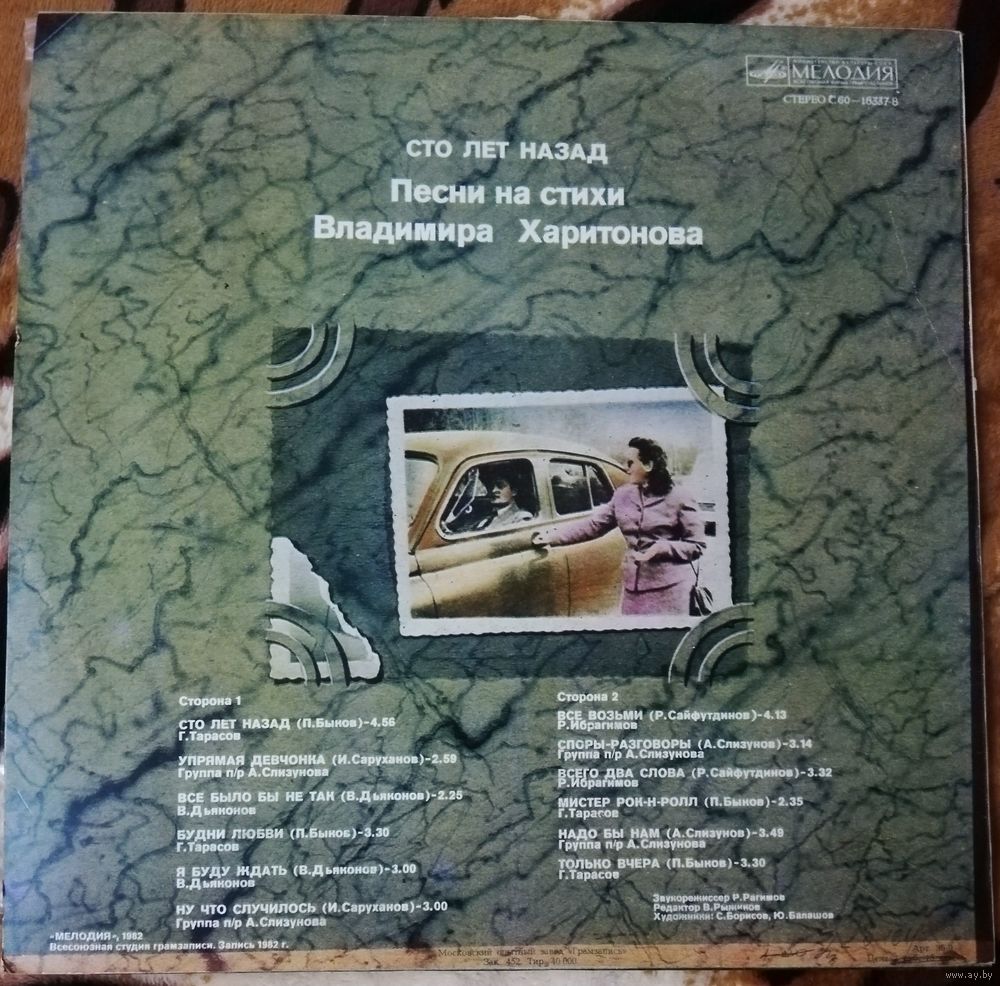 МЕЛОДИЯ
СТЕРЕО С 60—18337-8
СТО ЛЕТ НАЗАД
Песни на стихи
Владимира Харитонова
Сторона 1
СТО ЛЕТ НАЗАД (П.Быков)-4.56
Г.Тарасов
УПРЯМАЯ ДЕВЧОНКА (И.Саруханов)-2.59
Группа п/р А.Слизунова
ВСЕ БЫЛО БЫ НЕ ТАК (В.Дьяконов)-2.25
В.Дьяконов
БУДНИ ЛЮБВИ (П.Быков)-3.30
Г.Тарасов
Я БУДУ ЖДАТЬ (В.Дьяконов)-3.00
В.Дьяконов
НУ ЧТО СЛУЧИЛОСЬ (И.Саруханов)-3.00
Группа п/р А.Слизунова
Сторона 2
ВСЕ ВОЗЬМИ (Р.Сайфутдинов)-4.13
Р.Ибрагимов
СПОРЫ-РАЗГОВОРЫ (А.Слизунов)-3.14
Группа п/р А.Слизунова
ВСЕГО ДВА СЛОВА (Р.Сайфутдинов)-3.32
Р.Ибрагимов
МИСТЕР РОК-Н-РОЛЛ (П.Быков)-2.35
Г.Тарасов
НАДО БЫ НАМ (А.Слизунов)-3.49
Группа п/р А.Слизунова
ТОЛЬКО ВЧЕРА (П.Быков)-3.30
Г.Тарасов
Звукорежиссер Р.Рагимов
Редактор В.Рыжиков
Художники: С.Борисов, Ю.Балашов
«МЕЛОДИЯ», 1982
Всесоюзная студия грамзаписи. Запись 1982 г.
Московский опытный завод «Грамзапись»
Зак. 452 Тир. 40 000
Арт.
Цена
www.ay.by